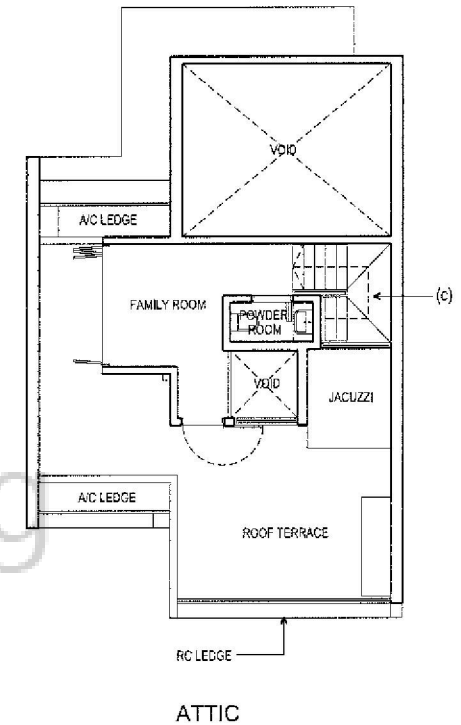 VOID
A/C LEDGE
(c)
FAMILY ROOM
POWDER
ROOM
VOID
JACUZZI
A/C LEDGE
g
ROOF TERRACE
RC LEDGE
ATTIC